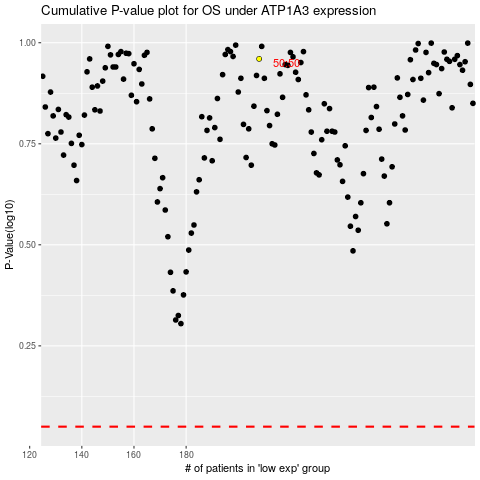 Cumulative P-value plot for OS under ATP1A3 expression
P-Value(log10)
1.00
0.75
0.50
0.25
50:50
120 140 160 180
# of patients in 'low exp' group